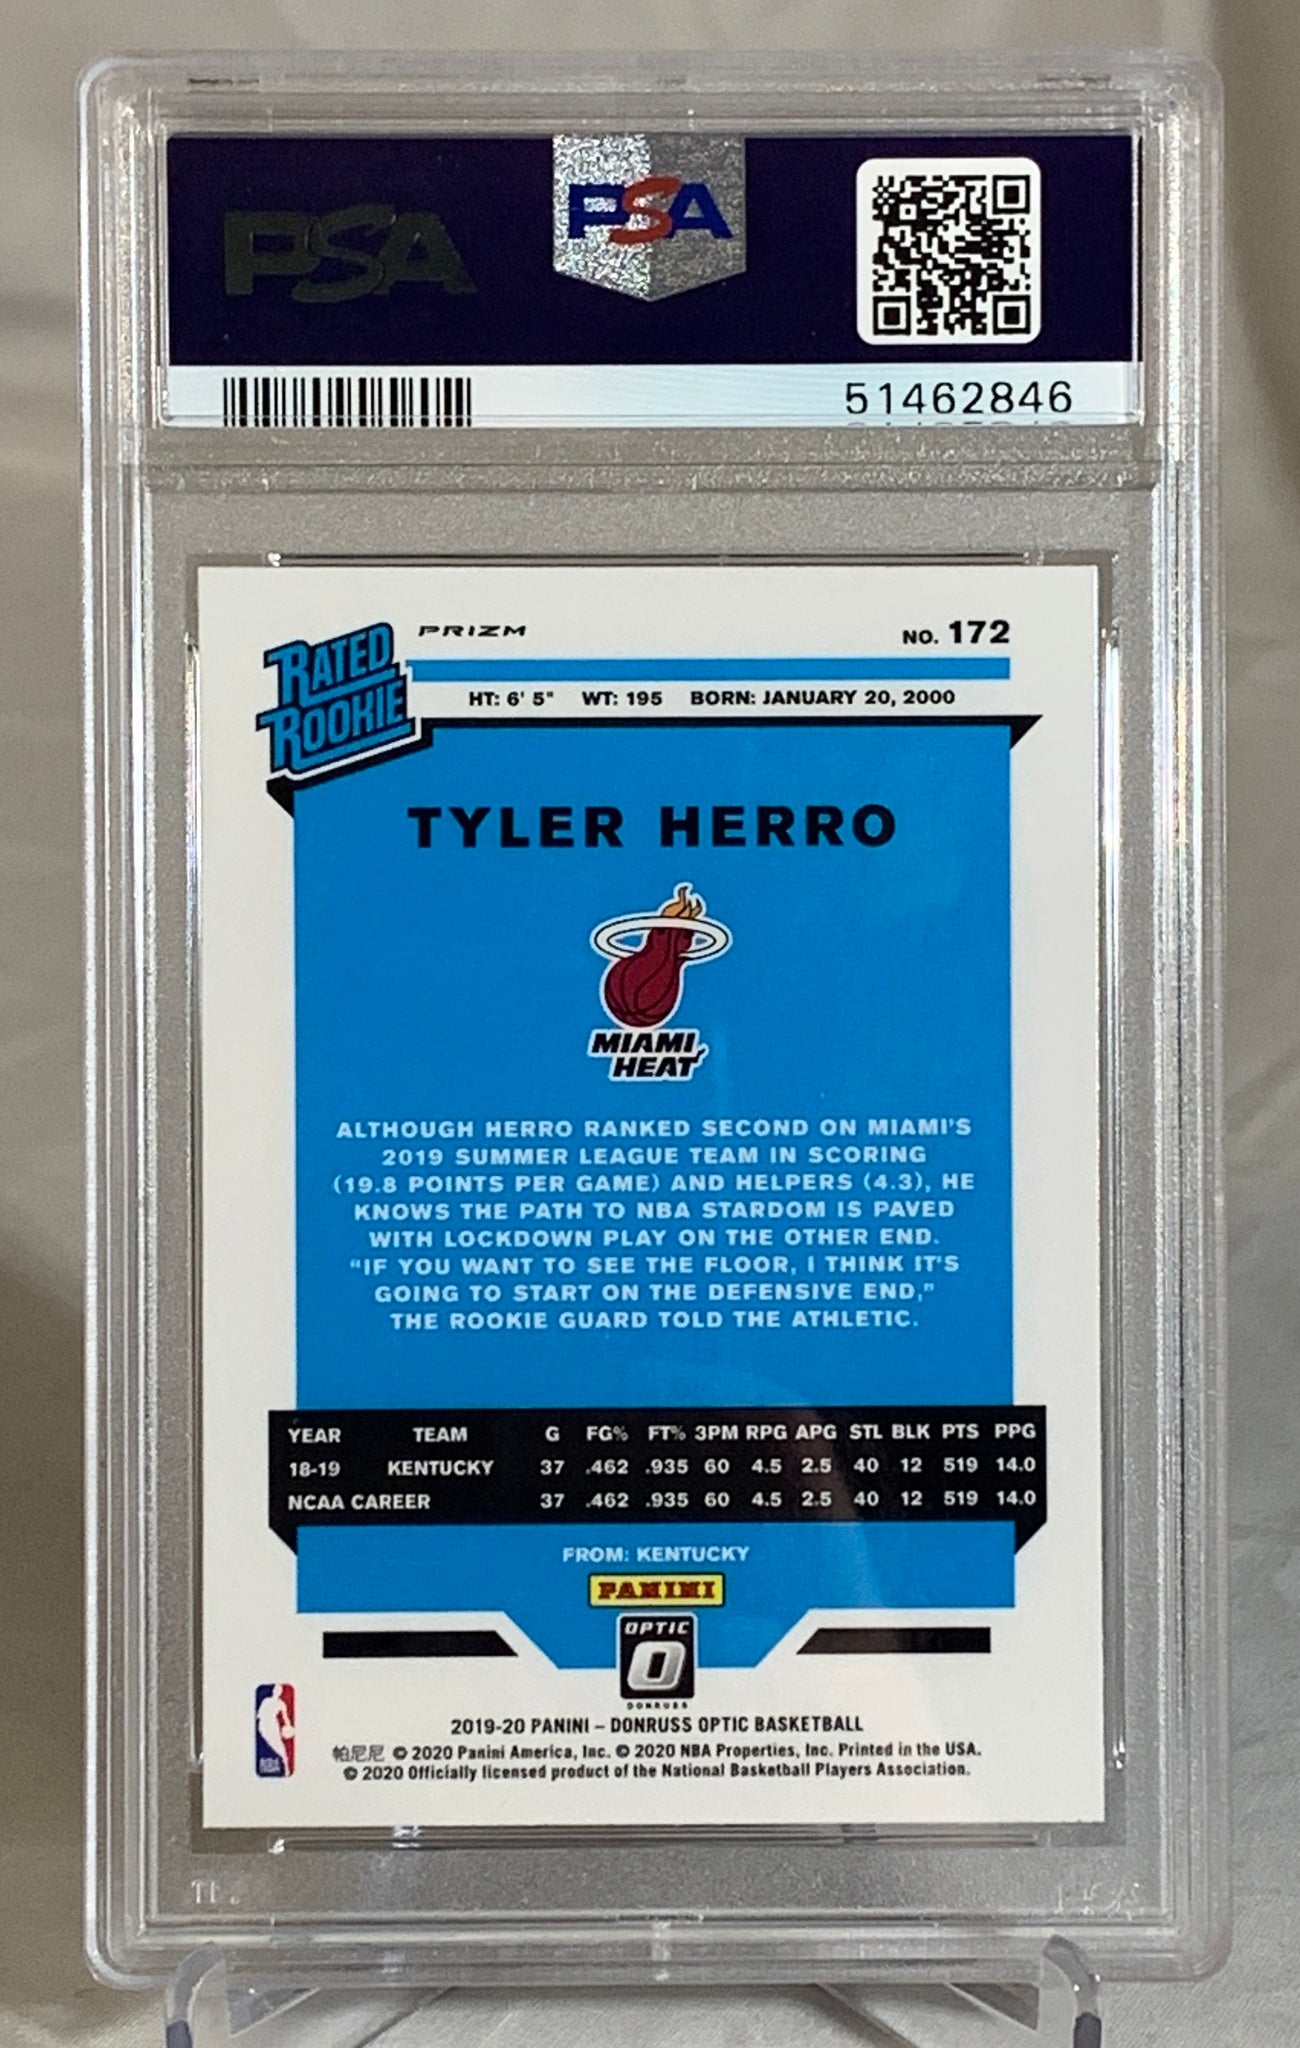 PSA
PSA
51462846
RATED
ROOKIE
PRIZM
NO. 172
HT: 6' 5" WT: 195 BORN: JANUARY 20, 2000
TYLER HERRO
MIAMI
HEAT
ALTHOUGH HERRO RANKED SECOND ON MIAMI'S
2019 SUMMER LEAGUE TEAM IN SCORING
(19.8 POINTS PER GAME) AND HELPERS (4.3), HE
KNOWS THE PATH TO NBA STARDOM IS PAVED
WITH LOCKDOWN PLAY ON THE OTHER END.
"IF YOU WANT TO SEE THE FLOOR, I THINK IT'S
GOING TO START ON THE DEFENSIVE END,"
THE ROOKIE GUARD TOLD THE ATHLETIC.
YEAR TEAM G FG% FT% 3PM RPG APG STL BLK PTS PPG
18-19 KENTUCKY 37 .462 .935 60 4.5 2.5 40 12 519 14.0
NCAA CAREER 37 .462 .935 60 4.5 2.5 40 12 519 14.0
FROM: KENTUCKY
PANINI
OPTIC
O
DONRUSS
NBA
2019-20 PANINI – DONRUSS OPTIC BASKETBALL
帕尼尼 © 2020 Panini America, Inc. © 2020 NBA Properties, Inc. Printed in the USA.
© 2020 Officially licensed product of the National Basketball Players Association.